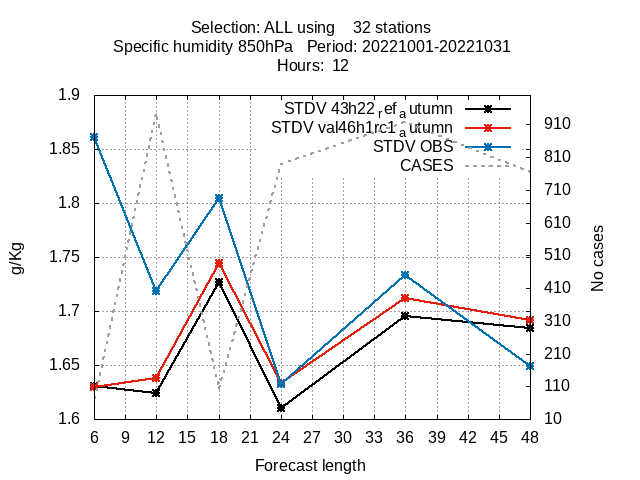 Selection: ALL using    32 stations
Specific humidity 850hPa   Period: 20221001-20221031
Hours:  12
STDV 43h22_ref_autumn
STDV val46h1rc1_autumn
STDV OBS
CASES
g/Kg
1.9
1.85
1.8
1.75
1.7
1.65
1.6
910
810
710
610
510
410
310
210
110
10
No cases
6 9 12 15 18 21 24 27 30 33 36 39 42 45 48
Forecast length